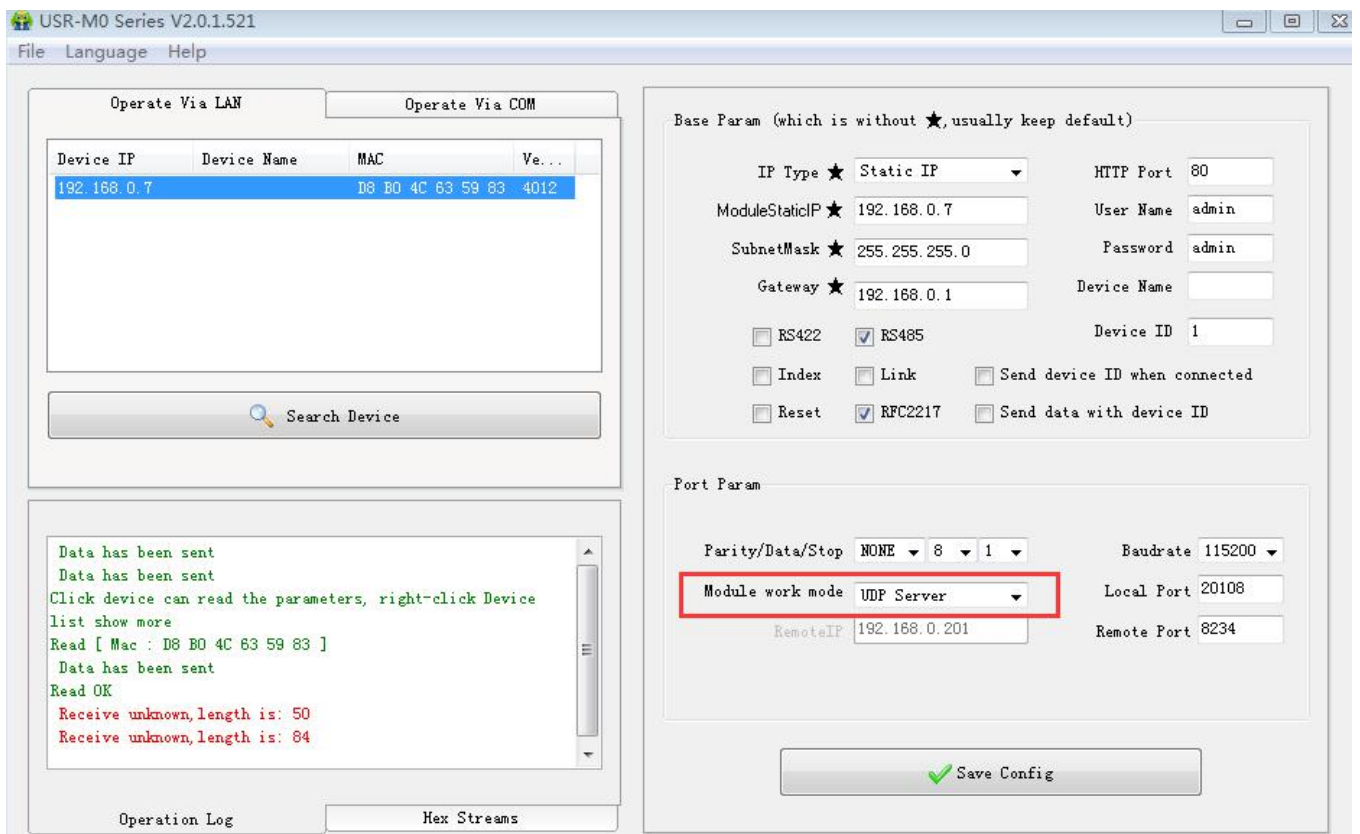 USR-M0 Series V2.0.1.521
File Language Help
Operate Via LAN Operate Via COM
Device IP Device Name MAC Ve...
192.168.0.7 D8 B0 4C 63 59 83 4012
Search Device
Data has been sent
Data has been sent
Click device can read the parameters, right-click Device
list show more
Read [ Mac : D8 B0 4C 63 59 83 ]
Data has been sent
Read OK
Receive unknown,length is: 50
Receive unknown,length is: 84
Operation Log Hex Streams
Base Param (which is without ★,usually keep default)
IP Type ★ Static IP HTTP Port 80
ModuleStaticIP ★ 192.168.0.7 User Name admin
SubnetMask ★ 255.255.255.0 Password admin
Gateway ★ 192.168.0.1 Device Name
RS422 RS485 Device ID 1
Index Link Send device ID when connected
Reset RFC2217 Send data with device ID
Port Param
Parity/Data/Stop NONE 8 1 Baudrate 115200
Module work mode UDP Server Local Port 20108
RemoteIP 192.168.0.201 Remote Port 8234
Save Config